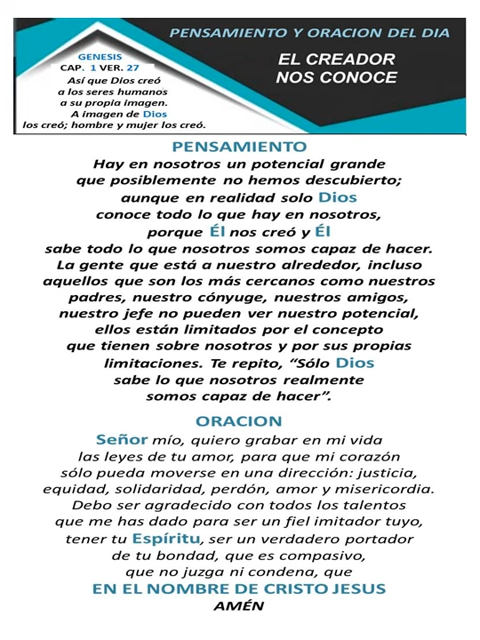 PENSAMIENTO Y ORACION DEL DIA
EL CREADOR
NOS CONOCE
GENESIS
CAP. 1 VER. 27
Así que Dios creó
a los seres humanos
a su propia imagen.
A imagen de Dios
los creó; hombre y mujer los creó.
PENSAMIENTO
Hay en nosotros un potencial grande
que posiblemente no hemos descubierto;
aunque en realidad solo Dios
conoce todo lo que hay en nosotros,
porque Él nos creó y Él
sabe todo lo que nosotros somos capaz de hacer.
La gente que está a nuestro alrededor, incluso
aquellos que son los más cercanos como nuestros
padres, nuestro cónyuge, nuestros amigos,
nuestro jefe no pueden ver nuestro potencial,
ellos están limitados por el concepto
que tienen sobre nosotros y por sus propias
limitaciones. Te repito, “Sólo Dios
sabe lo que nosotros realmente
somos capaz de hacer”.
ORACION
Señor mío, quiero grabar en mi vida
las leyes de tu amor, para que mi corazón
sólo pueda moverse en una dirección: justicia,
equidad, solidaridad, perdón, amor y misericordia.
Debo ser agradecido con todos los talentos
que me has dado para ser un fiel imitador tuyo,
tener tu Espíritu, ser un verdadero portador
de tu bondad, que es compasivo,
que no juzga ni condena, que
EN EL NOMBRE DE CRISTO JESUS
AMÉN